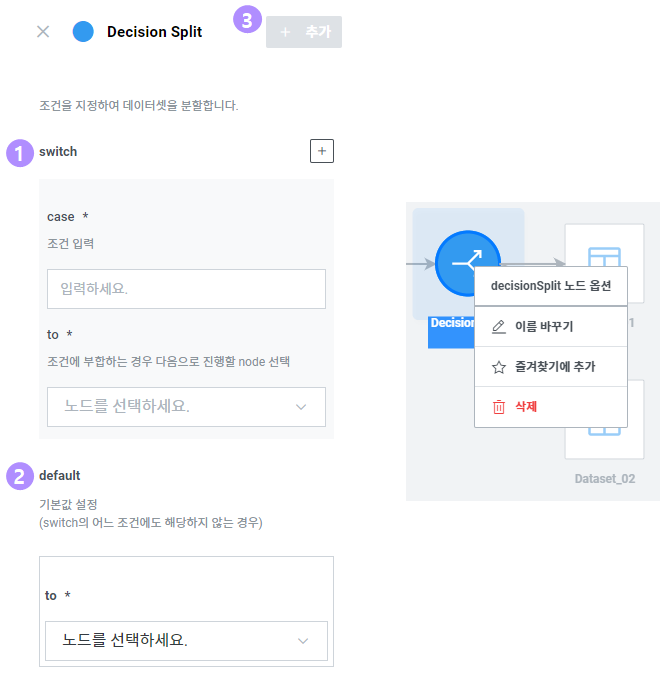 Decision Split
3
+ 추가
조건을 지정하여 데이터셋을 분할합니다.
1
switch
+
case *
조건 입력
입력하세요.
to *
조건에 부합하는 경우 다음으로 진행할 node 선택
노드를 선택하세요.
2
default
기본값 설정
(switch의 어느 조건에도 해당하지 않는 경우)
to *
노드를 선택하세요.
decisionSplit 노드 옵션
Decision
1
이름 바꾸기
즐겨찾기에 추가
삭제
Dataset_02